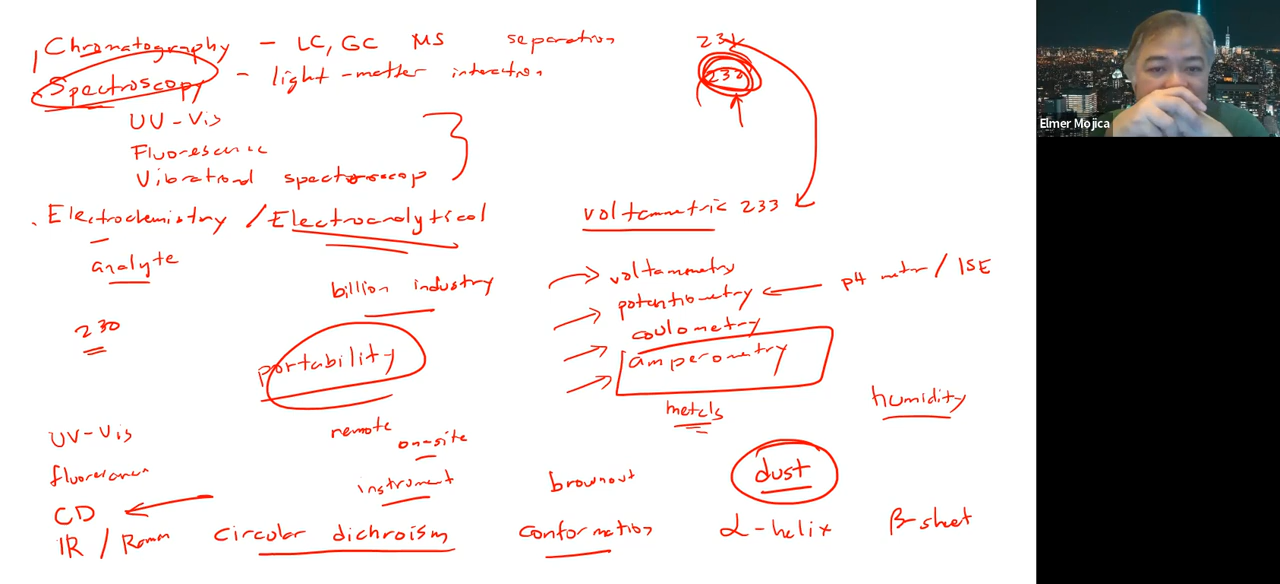 Chromatography - LC, GC MS separation
Spectroscopy - light-matter interaction
UV-Vis
Fluorescence
Vibrational spectroscop
Electrochemistry / Electroanalytical
analyte
billion industry
230
portability
231
232
voltammetric 233
voltammetry
potentiometry
pH meter / ISE
coulometry
amperometry
metals
humidity
remote
on-site
instrument
brownout
dust
UV-Vis
fluorescence
CD
IR / Raman
circular dichroism
conformation
α-helix
β-sheet
Elmer Mojica